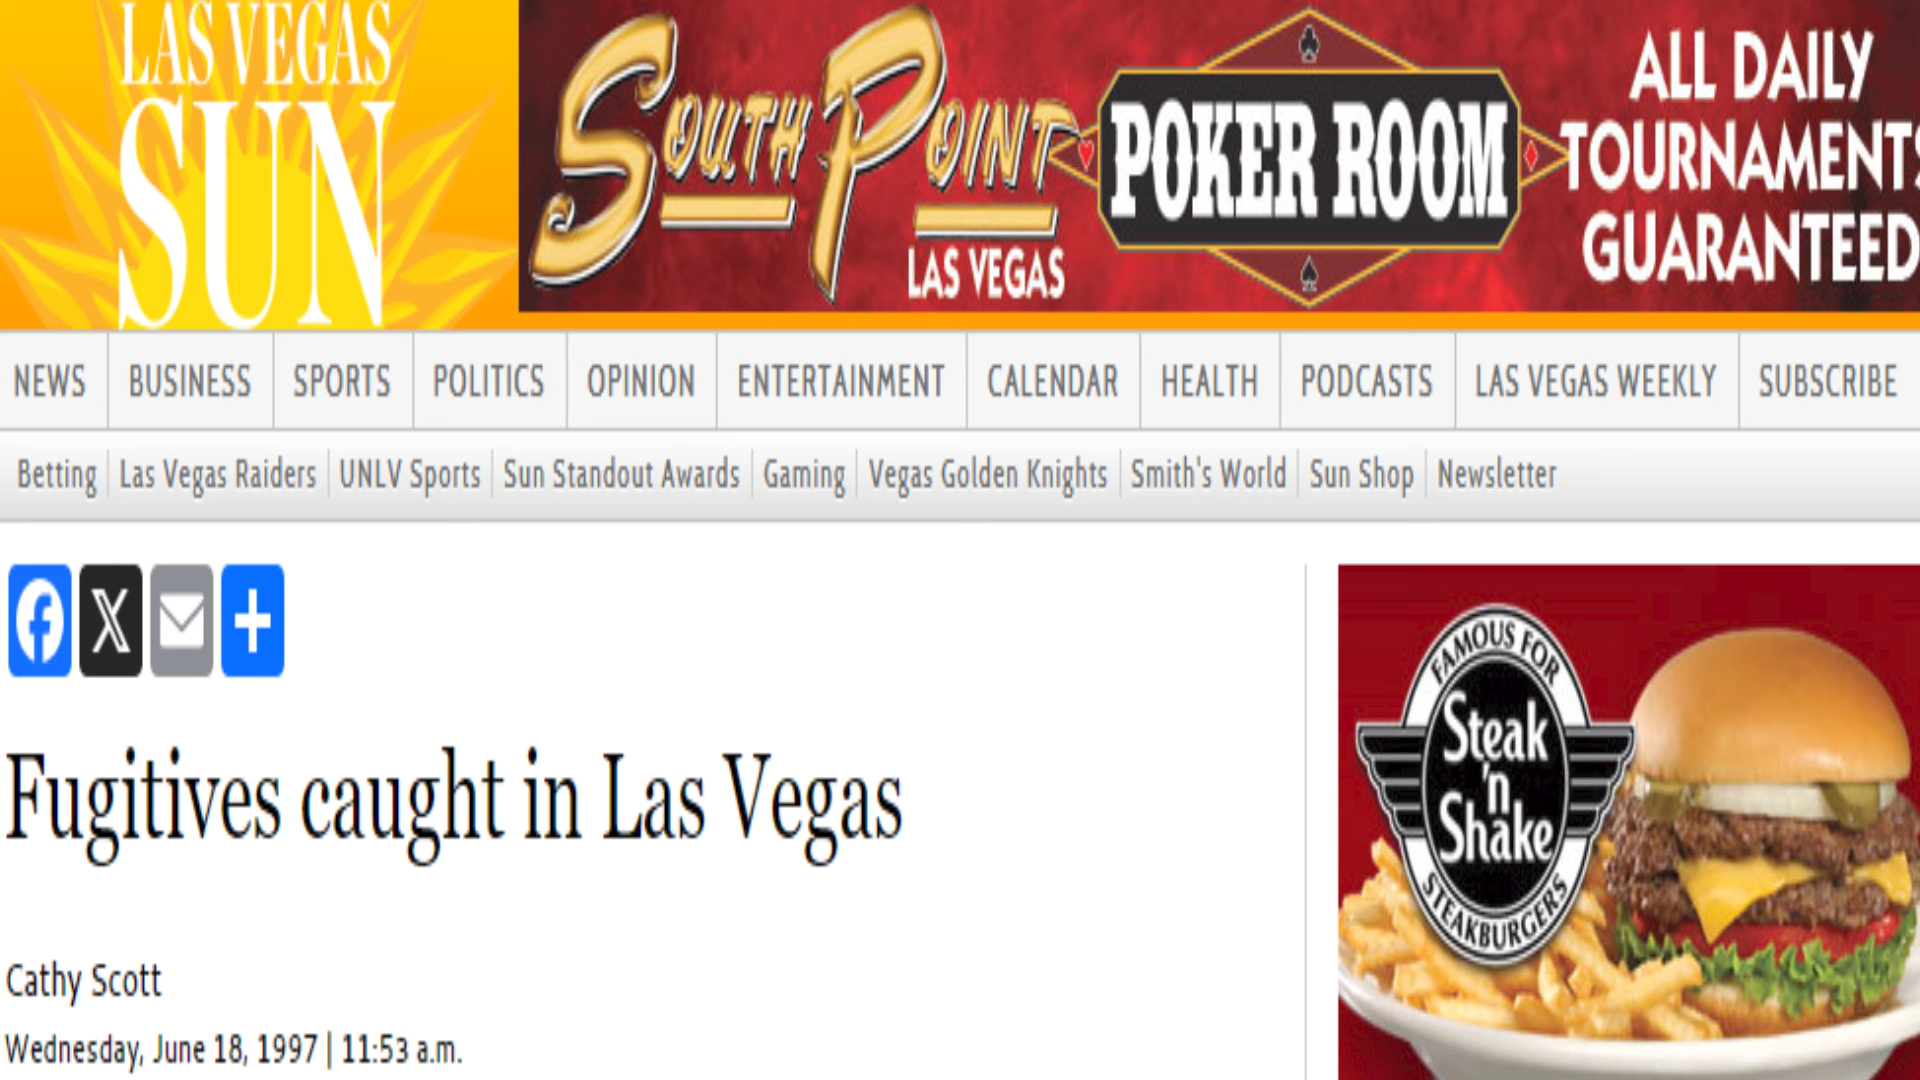 LAS VEGAS
SUN
SOUTH POINT
LAS VEGAS
POKER ROOM
ALL DAILY
TOURNAMENTS
GUARANTEED
NEWS BUSINESS SPORTS POLITICS OPINION ENTERTAINMENT CALENDAR HEALTH PODCASTS LAS VEGAS WEEKLY SUBSCRIBE
Betting Las Vegas Raiders UNLV Sports Sun Standout Awards Gaming Vegas Golden Knights Smith's World Sun Shop Newsletter
FAMOUS FOR
Steak
'n
Shake
STEAKBURGERS
Fugitives caught in Las Vegas
Cathy Scott
Wednesday, June 18, 1997 | 11:53 a.m.